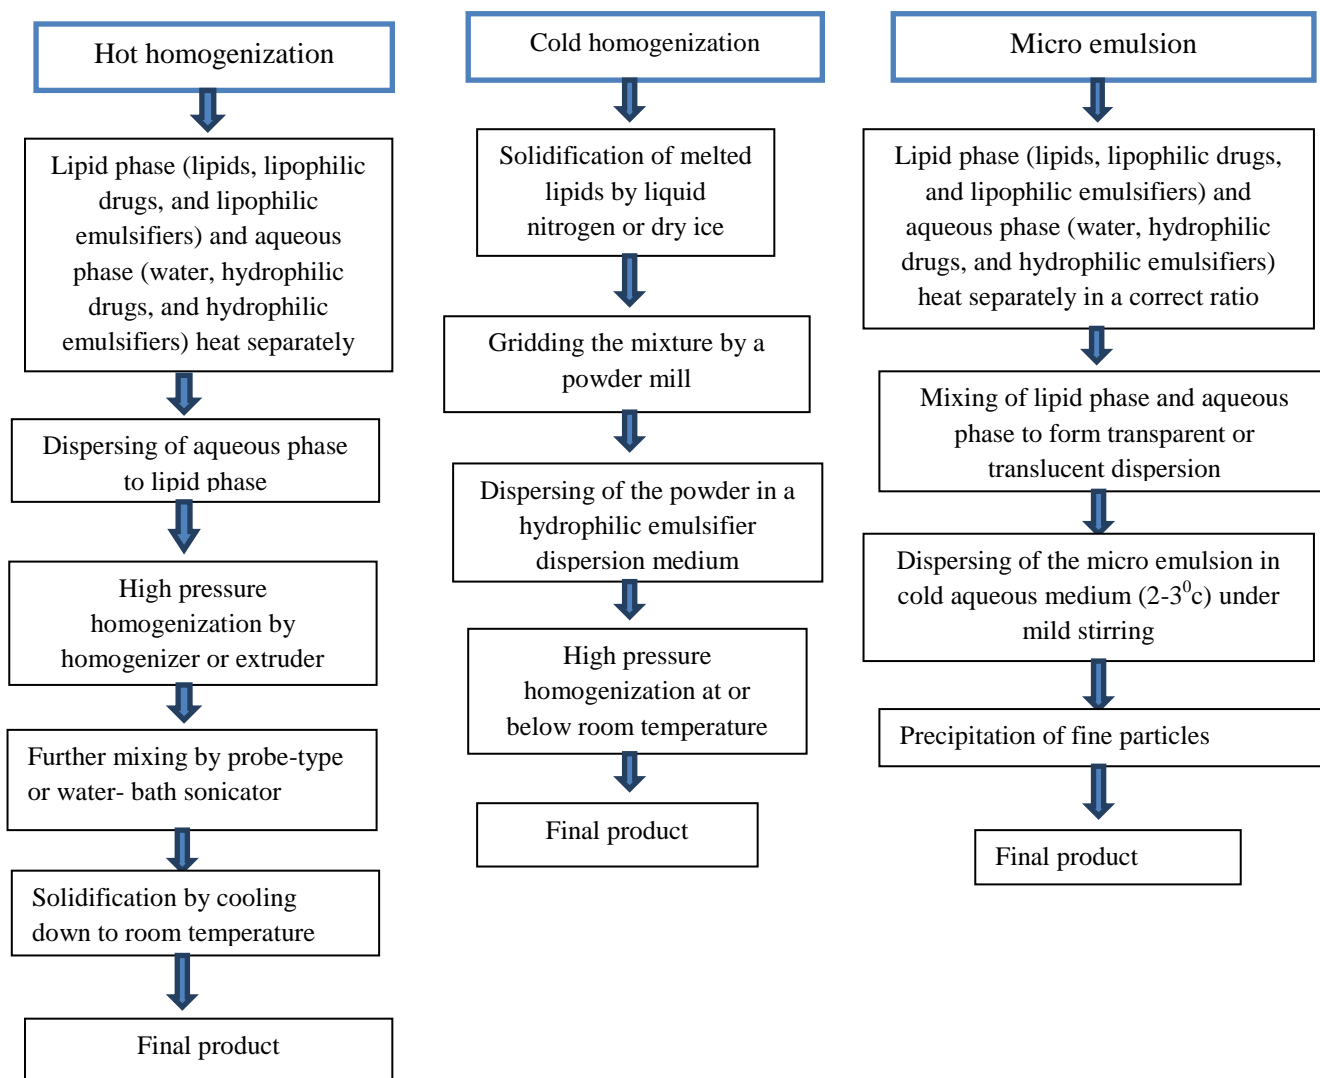 Hot homogenization
Lipid phase (lipids, lipophilic
drugs, and lipophilic
emulsifiers) and aqueous
phase (water, hydrophilic
drugs, and hydrophilic
emulsifiers) heat separately
Dispersing of aqueous phase
to lipid phase
High pressure
homogenization by
homogenizer or extruder
Further mixing by probe-type
or water- bath sonicator
Solidification by cooling
down to room temperature
Final product
Cold homogenization
Solidification of melted
lipids by liquid
nitrogen or dry ice
Gridding the mixture by a
powder mill
Dispersing of the powder in a
hydrophilic emulsifier
dispersion medium
High pressure
homogenization at or
below room temperature
Final product
Micro emulsion
Lipid phase (lipids, lipophilic drugs,
and lipophilic emulsifiers) and
aqueous phase (water, hydrophilic
drugs, and hydrophilic emulsifiers)
heat separately in a correct ratio
Mixing of lipid phase and aqueous
phase to form transparent or
translucent dispersion
Dispersing of the micro emulsion in
cold aqueous medium (2-3⁰c) under
mild stirring
Precipitation of fine particles
Final product